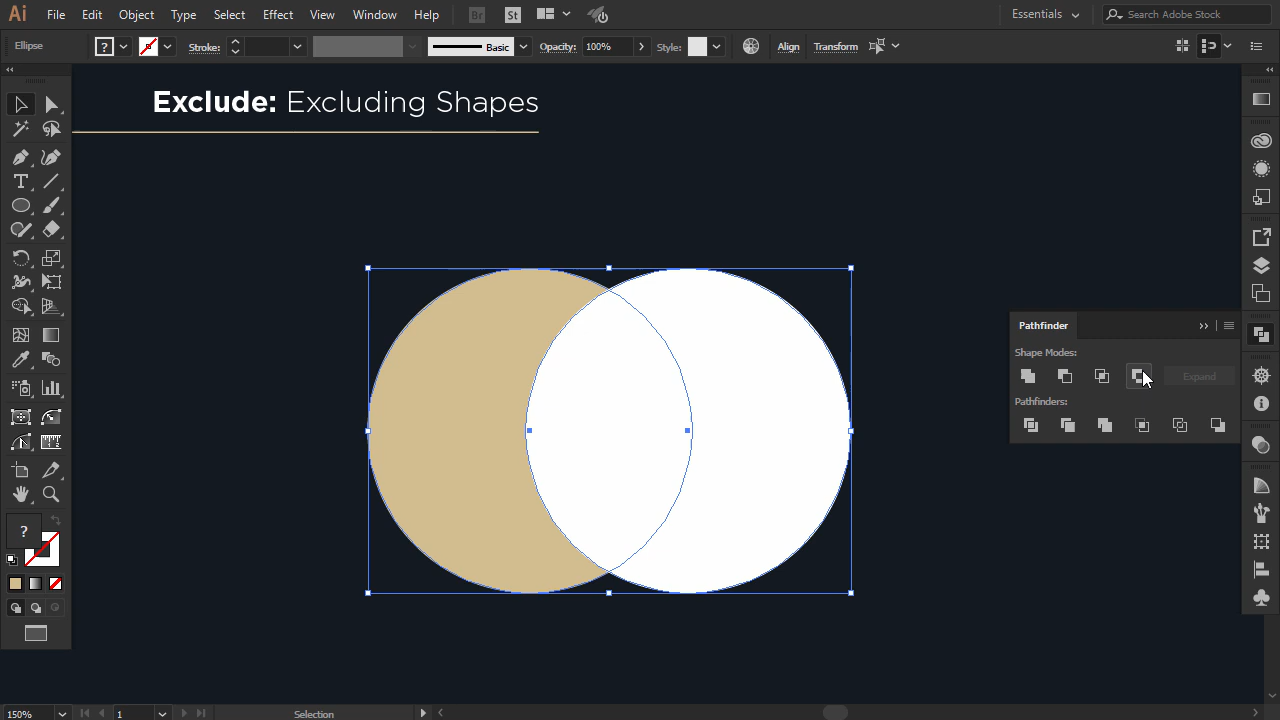 Ai File Edit Object Type Select Effect View Window Help Br St Essentials Search Adobe Stock
Ellipse ? Stroke: Basic Opacity: 100% Style: Align Transform
Exclude: Excluding Shapes
Pathfinder
Shape Modes:
Expand
Pathfinders:
?
150% 1 Selection